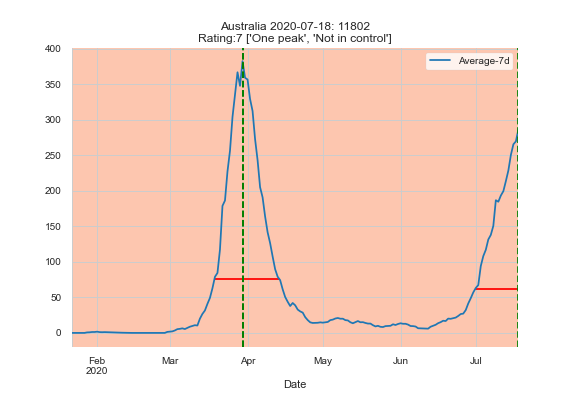 Australia 2020-07-18: 11802
Rating:7 ['One peak', 'Not in control']
Average-7d
400
350
300
250
200
150
100
50
0
Feb
2020
Mar
Apr
May
Jun
Jul
Date